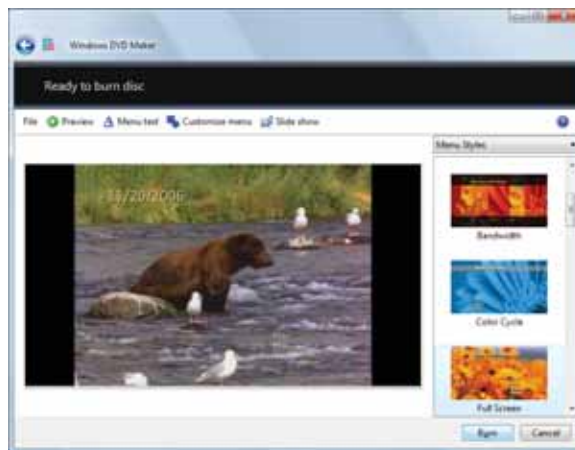 Windows DVD Maker
Ready to burn disc
File Preview Menu text Customize menu Slide show
Menu Styles
11/20/2006
Bandwidth
Color Cycle
Full Screen
Burn Cancel